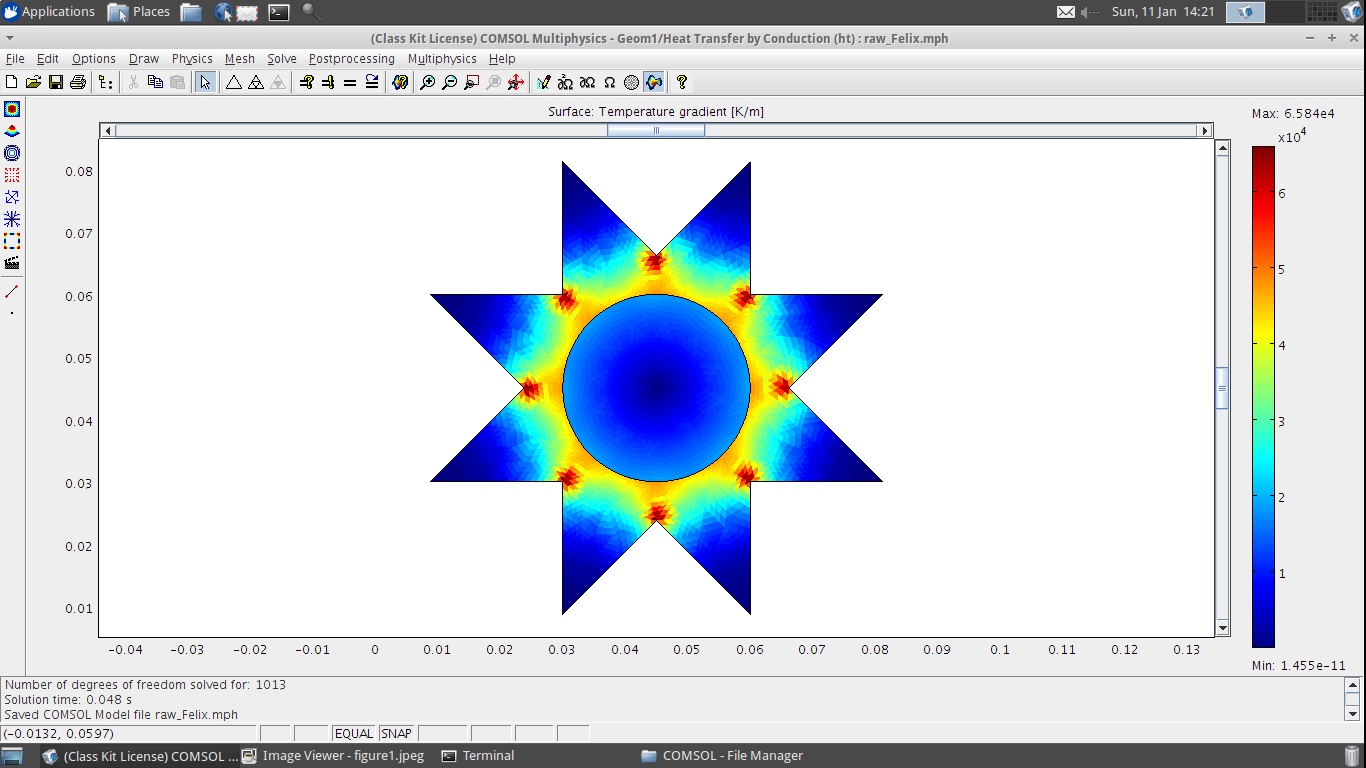 Applications Places Sun, 11 Jan 14:21
(Class Kit License) COMSOL Multiphysics - Geom1/Heat Transfer by Conduction (ht) : raw_Felix.mph
File Edit Options Draw Physics Mesh Solve Postprocessing Multiphysics Help
Surface: Temperature gradient [K/m]
Max: 6.584e4
x10^4
0.08
0.07
0.06
0.05
0.04
0.03
0.02
0.01
6
5
4
3
2
1
-0.04 -0.03 -0.02 -0.01 0 0.01 0.02 0.03 0.04 0.05 0.06 0.07 0.08 0.09 0.1 0.11 0.12 0.13
Min: 1.455e-11
Number of degrees of freedom solved for: 1013
Solution time: 0.048 s
Saved COMSOL Model file raw_Felix.mph
(-0.0132, 0.0597) EQUAL SNAP
(Class Kit License) COMSOL ... Image Viewer - figure1.jpeg Terminal COMSOL - File Manager